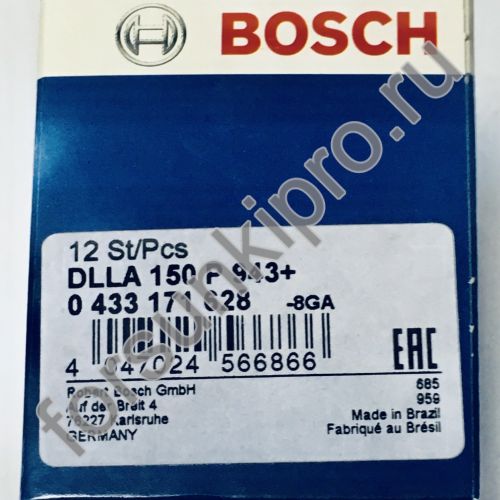 BOSCH
12 St/Pcs
DLLA 150 P 943+
0 433 171 628 -8GA
4 047024 566866
EAC
Robert Bosch GmbH
Auf der Breit 4
76227 Karlsruhe
GERMANY
685
959
Made in Brazil
Fabriqué au Brésil
forsunkipro.ru